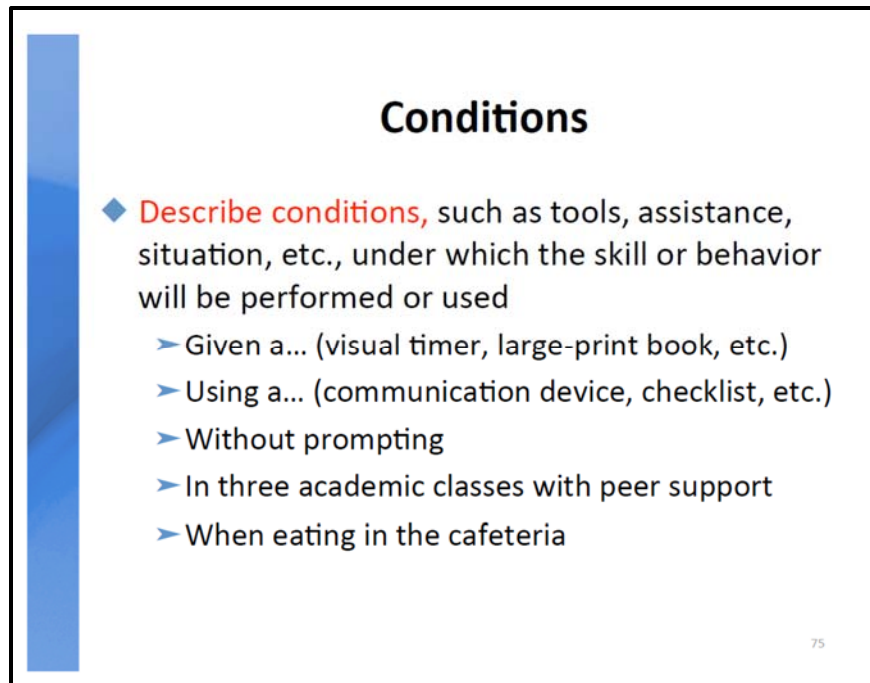 Conditions
◆ Describe conditions, such as tools, assistance,
situation, etc., under which the skill or behavior
will be performed or used
➢ Given a... (visual timer, large-print book, etc.)
➢ Using a... (communication device, checklist, etc.)
➢ Without prompting
➢ In three academic classes with peer support
➢ When eating in the cafeteria
75